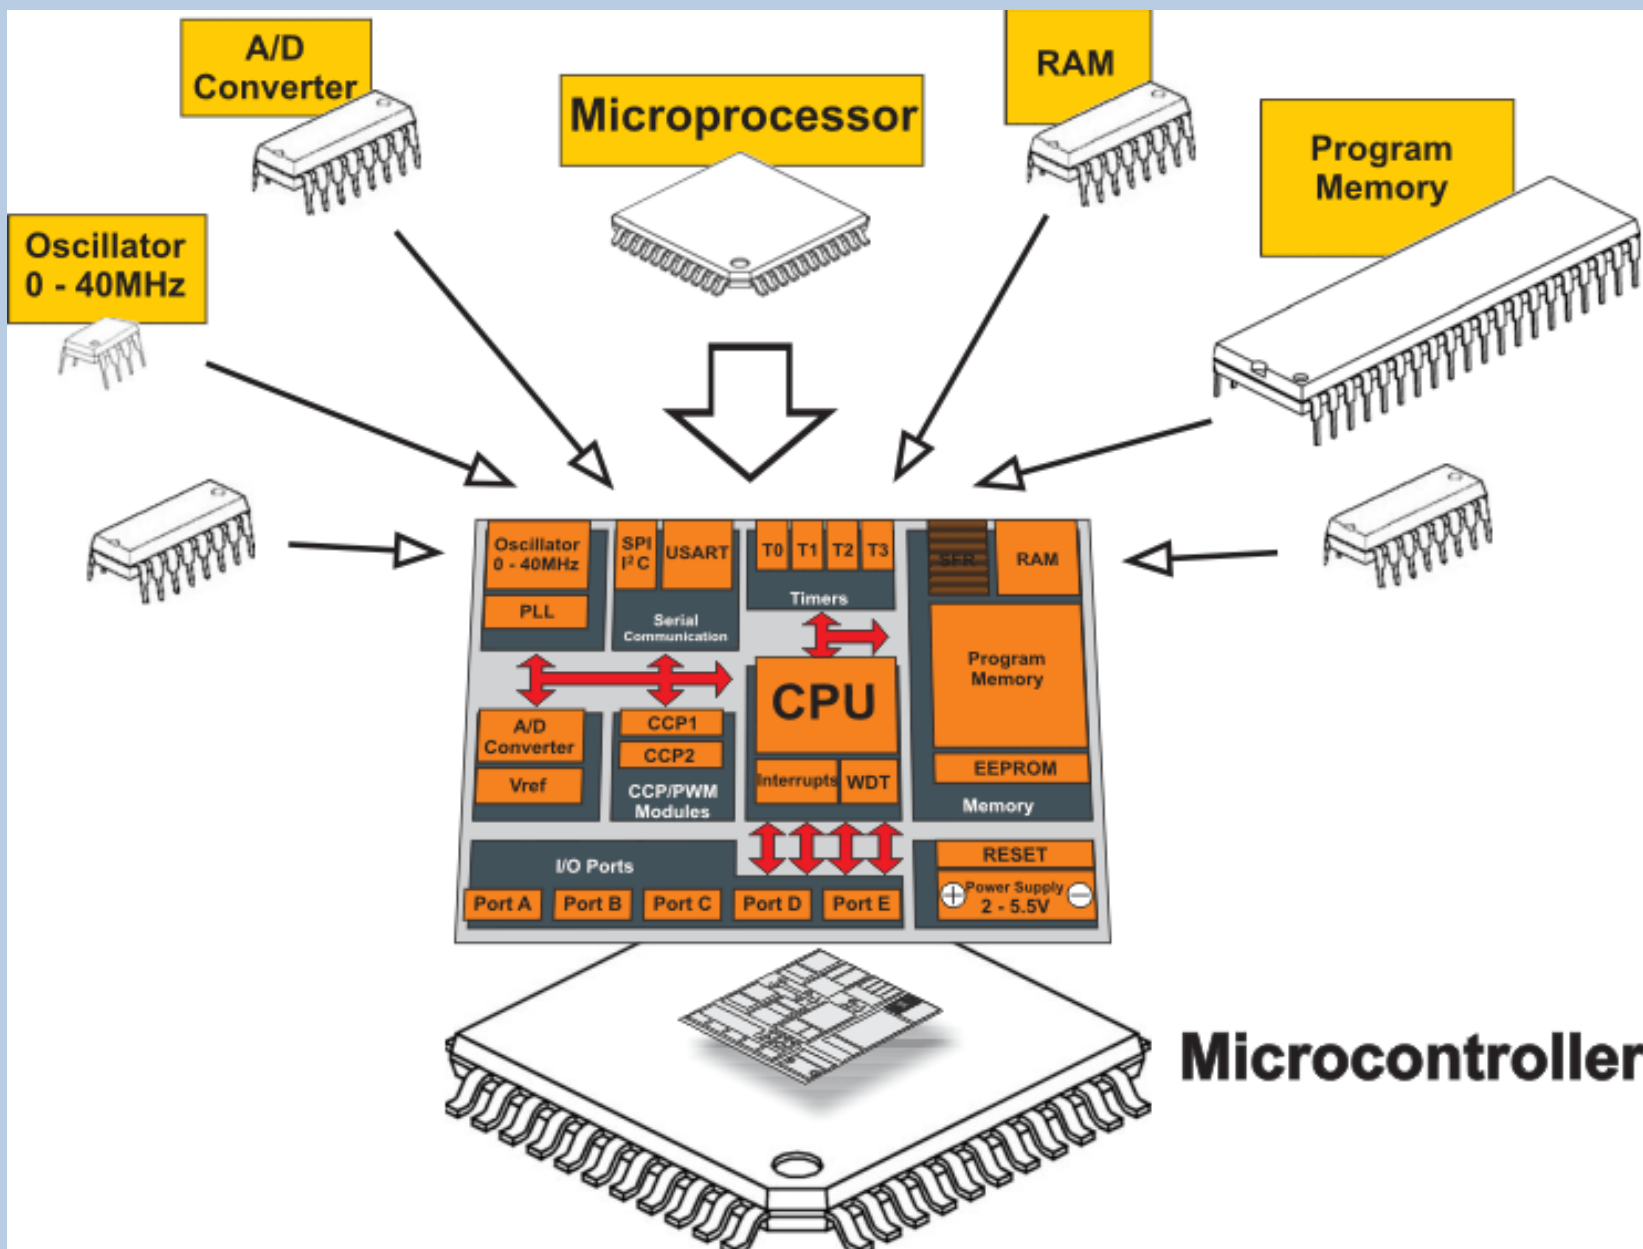 A/D
Converter
Microprocessor
RAM
Program
Memory
Oscillator
0 - 40MHz
Oscillator
0 - 40MHz
PLL
SPI
I²C
USART
Serial
Communication
T0 T1 T2 T3
Timers
SFR
RAM
Program
Memory
EEPROM
Memory
A/D
Converter
Vref
CCP1
CCP2
CCP/PWM
Modules
CPU
Interrupts WDT
I/O Ports
Port A Port B Port C Port D Port E
RESET
+ Power Supply −
2 - 5.5V
Microcontroller